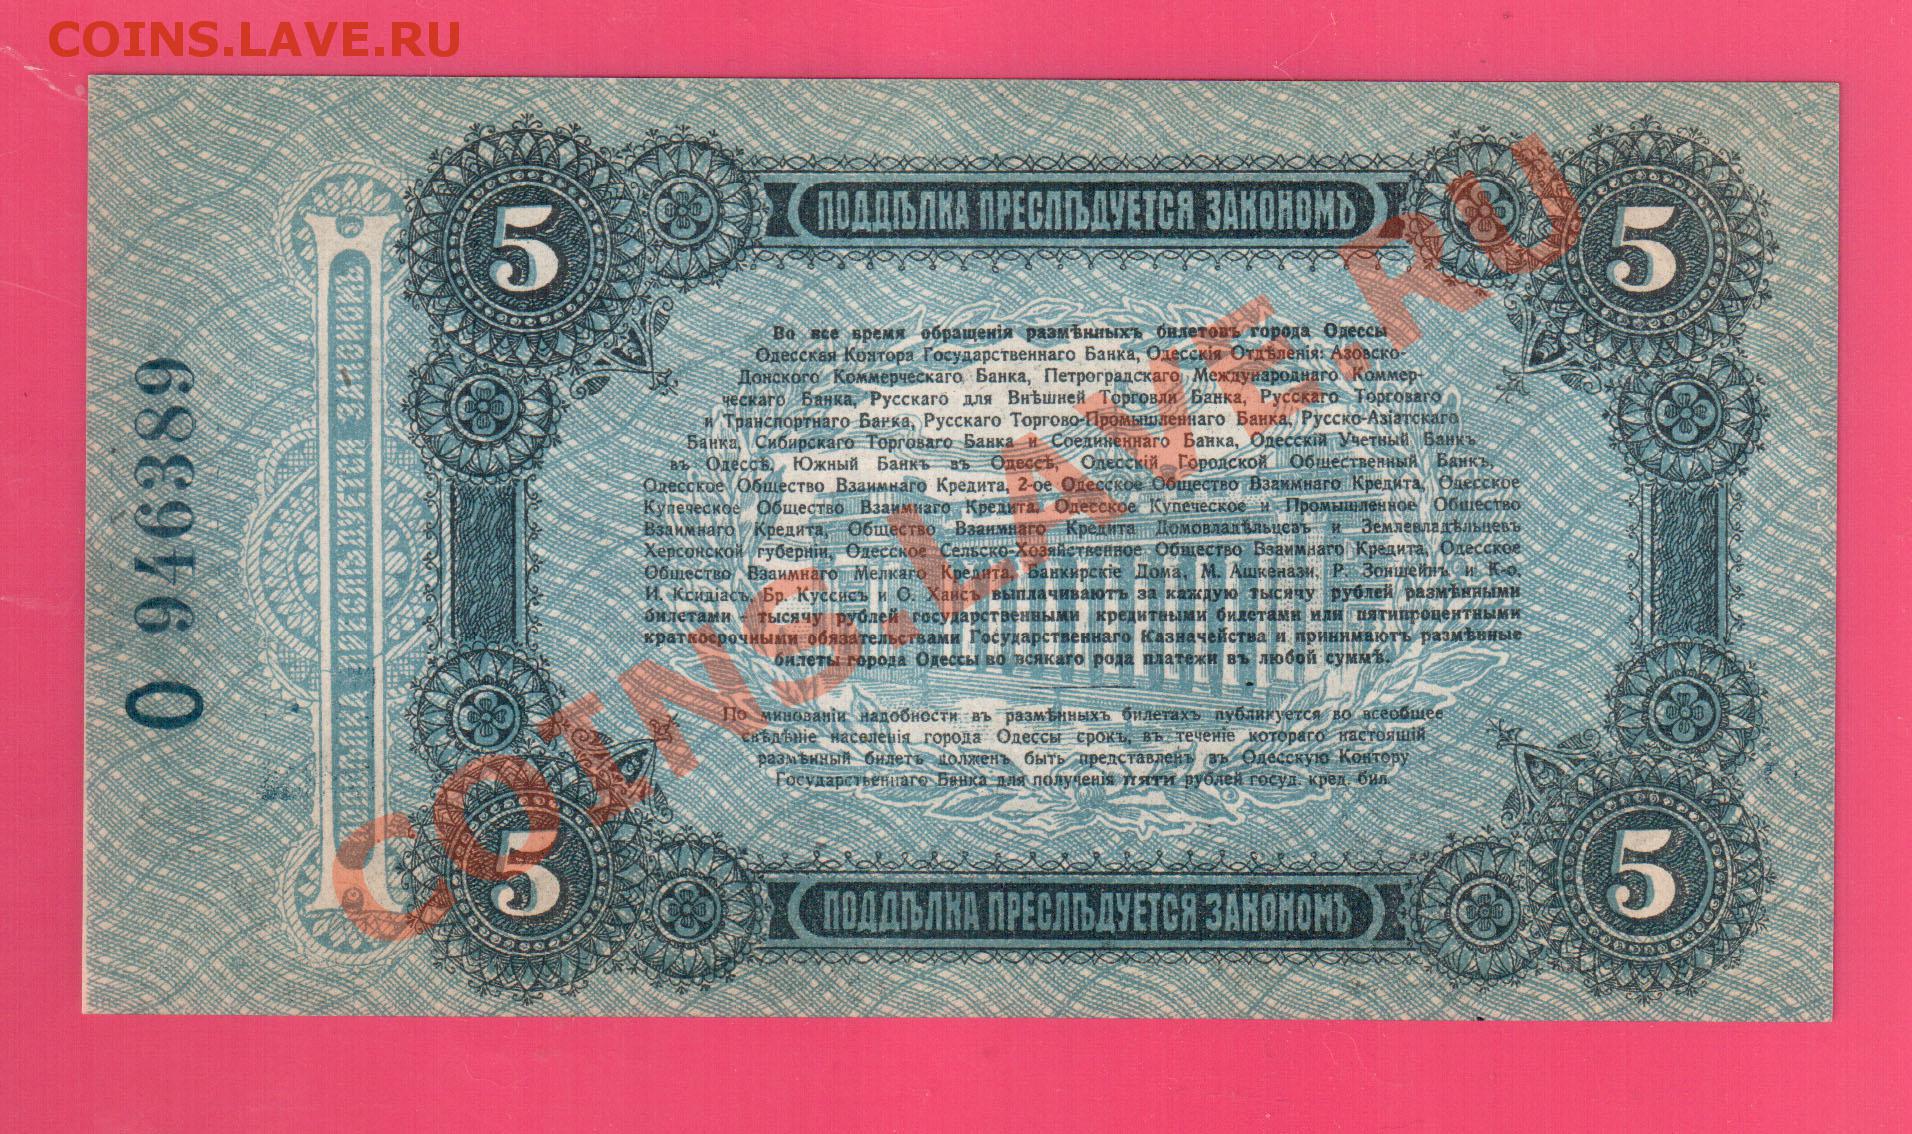 COINS.LAVE.RU
5 ПОДДѢЛКА ПРЕСЛѢДУЕТСЯ ЗАКОНОМЪ 5
Во все время обращенія размѣнныхъ билетовъ города Одессы
Одесская Контора Государственнаго Банка, Одесскія Отдѣленія: Азовско-
Донского Коммерческаго Банка, Петроградскаго Международнаго Коммер-
ческаго Банка, Русскаго для Внѣшней Торговли Банка, Русскаго Торговаго
и Транспортнаго Банка, Русскаго Торгово-Промышленнаго Банка, Русско-Азіатскаго
Банка, Сибирскаго Торговаго Банка и Соединеннаго Банка, Одесскій Учетный Банкъ
въ Одессѣ, Южный Банкъ въ Одессѣ, Одесскій Городской Общественный Банкъ,
Одесское Общество Взаимнаго Кредита, 2-ое Одесское Общество Взаимнаго Кредита, Одесское
Купеческое Общество Взаимнаго Кредита, Одесское Купеческое и Промышленное Общество
Взаимнаго Кредита, Общество Взаимнаго Кредита Домовладѣльцевъ и Землевладѣльцевъ
Херсонской губерніи, Одесское Сельско-Хозяйственное Общество Взаимнаго Кредита, Одесское
Общество Взаимнаго Мелкаго Кредита, Банкирскіе Дома, М. Ашкенази, Р. Зонштейнъ и К-о,
И. Ксидіасъ, Бр. Куссисъ и О. Хаисъ выплачиваютъ за каждую тысячу рублей размѣнными
билетами - тысячу рублей государственными кредитными билетами или пятипроцентными
краткосрочными обязательствами Государственнаго Казначейства и принимаютъ размѣнные
билеты города Одессы во всякаго рода платежи въ любой суммѣ.
По минованіи надобности въ размѣнныхъ билетахъ публикуется во всеобщее
свѣдѣніе населенія города Одессы срокъ, въ теченіе котораго настоящій
размѣнный билетъ долженъ быть представленъ въ Одесскую Контору
Государственнаго Банка для полученія пяти рублей госуд. кред. бил.
5 ПОДДѢЛКА ПРЕСЛѢДУЕТСЯ ЗАКОНОМЪ 5
О 946389
ПОДДѢЛКА ПРЕСЛѢДУЕТСЯ ЗАКОНОМЪ
COINS.LAVE.RU